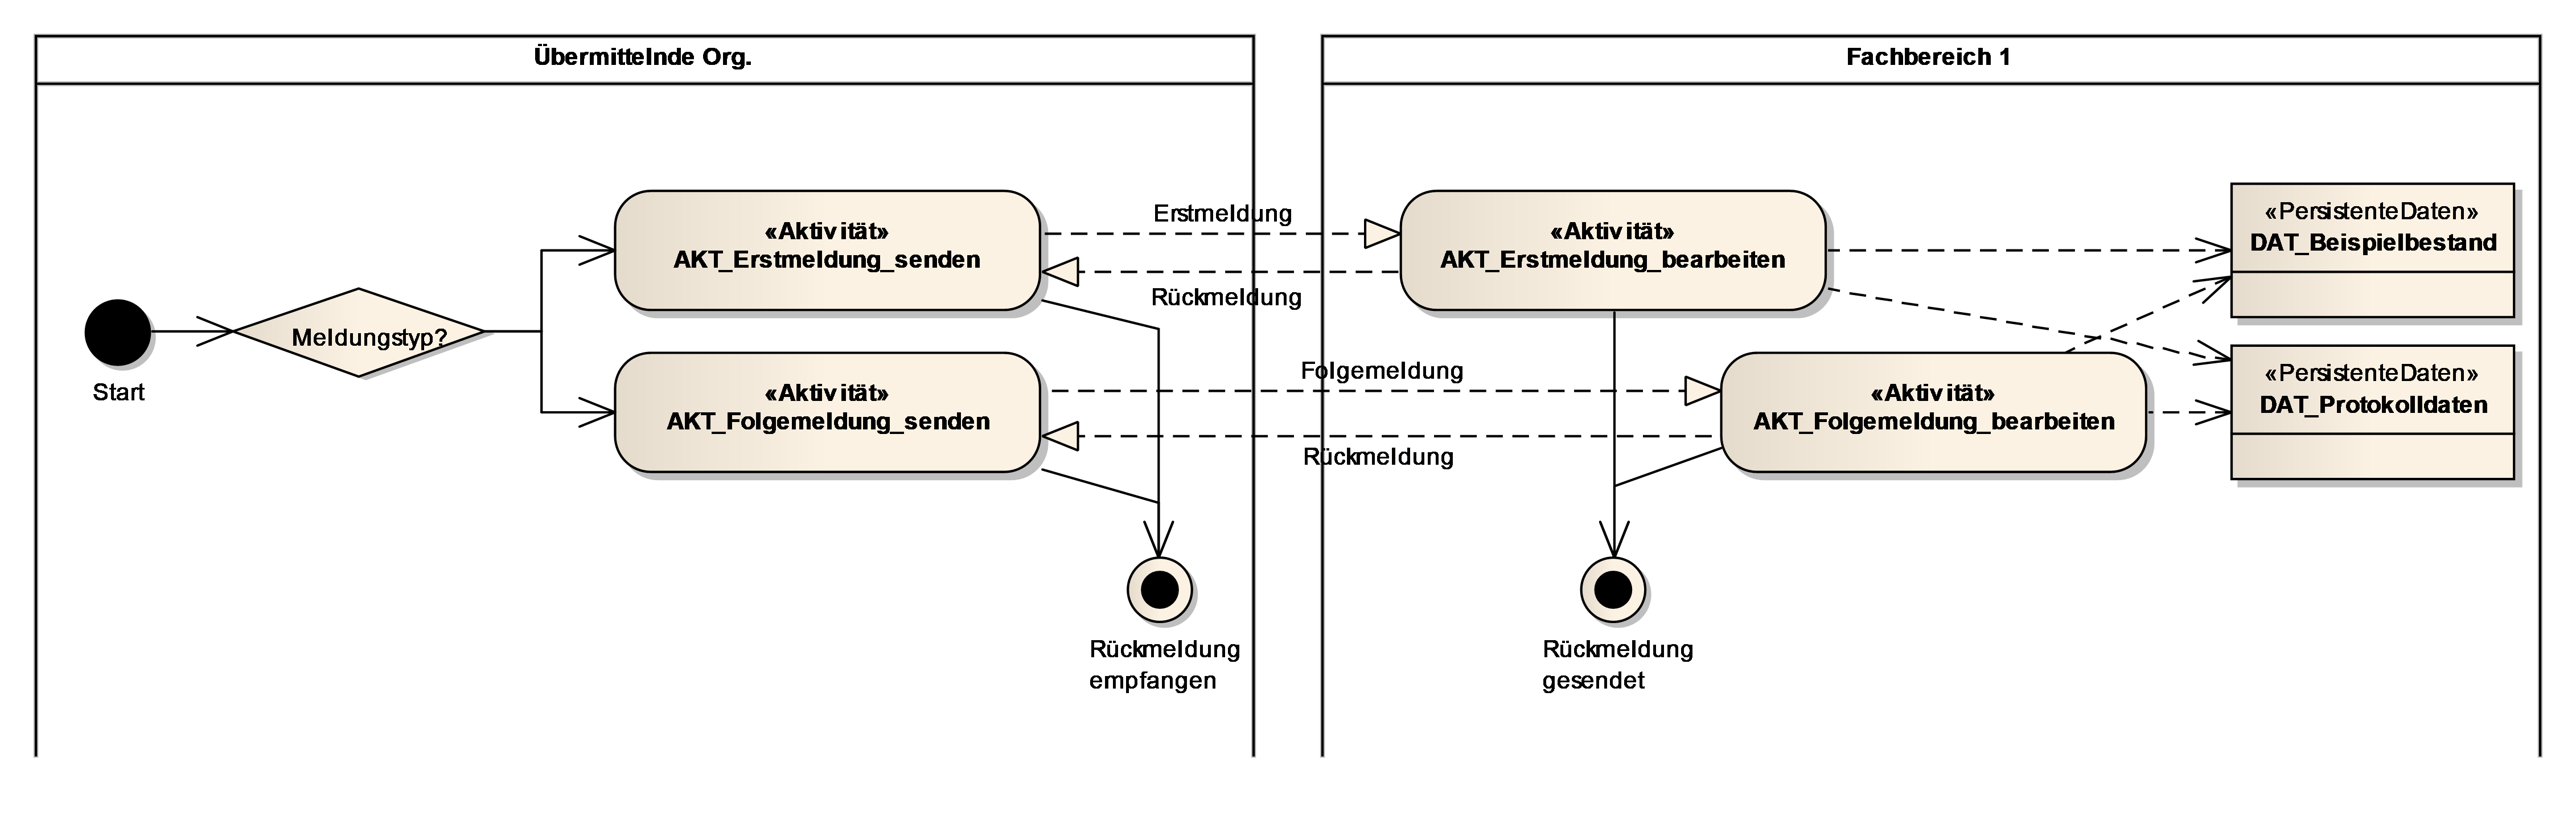 Übermittelnde Org.
Fachbereich 1
«Aktivität»
AKT_Erstmeldung_senden
Erstmeldung
Rückmeldung
«Aktivität»
AKT_Erstmeldung_bearbeiten
«PersistenteDaten»
DAT_Beispielbestand
Meldungstyp?
Start
«Aktivität»
AKT_Folgemeldung_senden
Folgemeldung
Rückmeldung
«Aktivität»
AKT_Folgemeldung_bearbeiten
«PersistenteDaten»
DAT_Protokolldaten
Rückmeldung
empfangen
Rückmeldung
gesendet